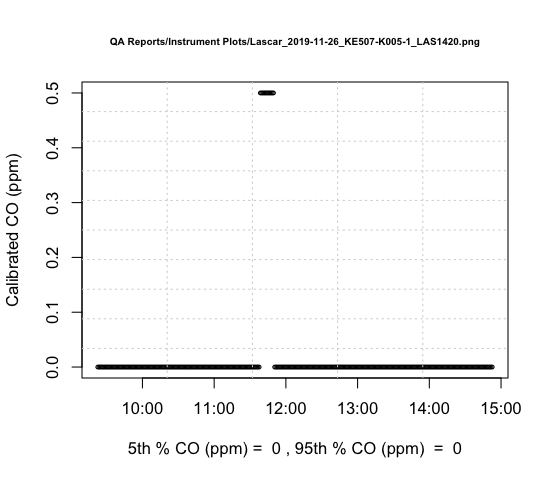 QA Reports/Instrument Plots/Lascar_2019-11-26_KE507-K005-1_LAS1420.png
Calibrated CO (ppm)
0.5
0.4
0.3
0.2
0.1
0.0
10:00 11:00 12:00 13:00 14:00 15:00
5th % CO (ppm) = 0 , 95th % CO (ppm) = 0